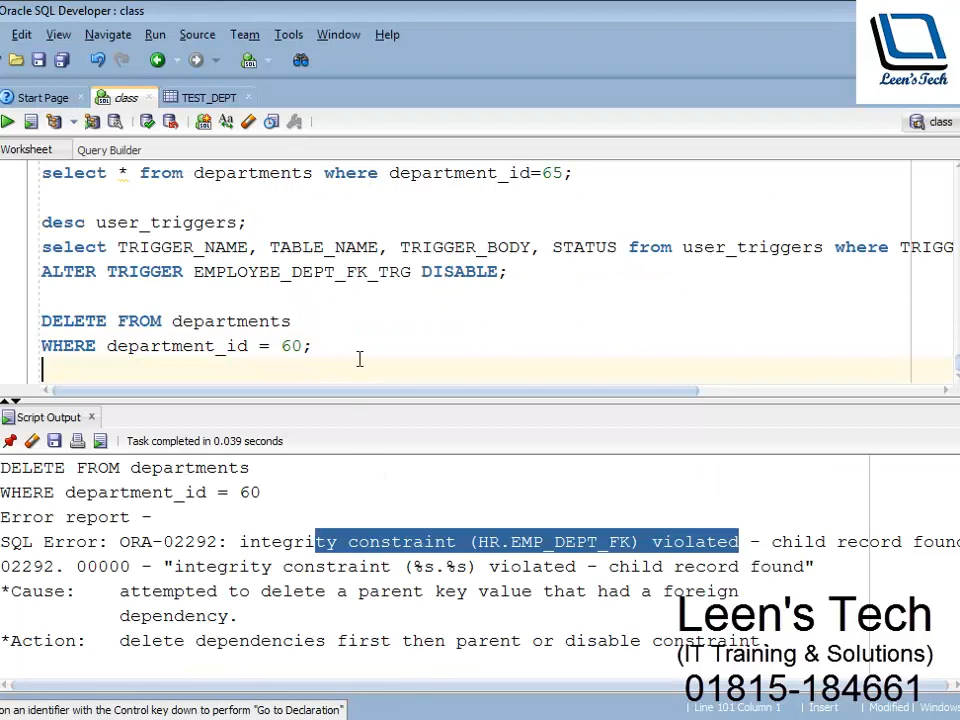 Oracle SQL Developer : class
Edit View Navigate Run Source Team Tools Window Help
Leen'sTech
Start Page class TEST_DEPT
class
Worksheet Query Builder
select * from departments where department_id=65;
desc user_triggers;
select TRIGGER_NAME, TABLE_NAME, TRIGGER_BODY, STATUS from user_triggers where TRIGG
ALTER TRIGGER EMPLOYEE_DEPT_FK_TRG DISABLE;
DELETE FROM departments
WHERE department_id = 60;
Script Output
Task completed in 0.039 seconds
DELETE FROM departments
WHERE department_id = 60
Error report -
SQL Error: ORA-02292: integrity constraint (HR.EMP_DEPT_FK) violated - child record found
02292. 00000 - "integrity constraint (%s.%s) violated - child record found"
*Cause: attempted to delete a parent key value that had a foreign
dependency.
*Action: delete dependencies first then parent or disable constraint.
Leen's Tech
(IT Training & Solutions)
01815-184661
on an identifier with the Control key down to perform "Go to Declaration"
Line 101 Column 1 Insert Modified Windows